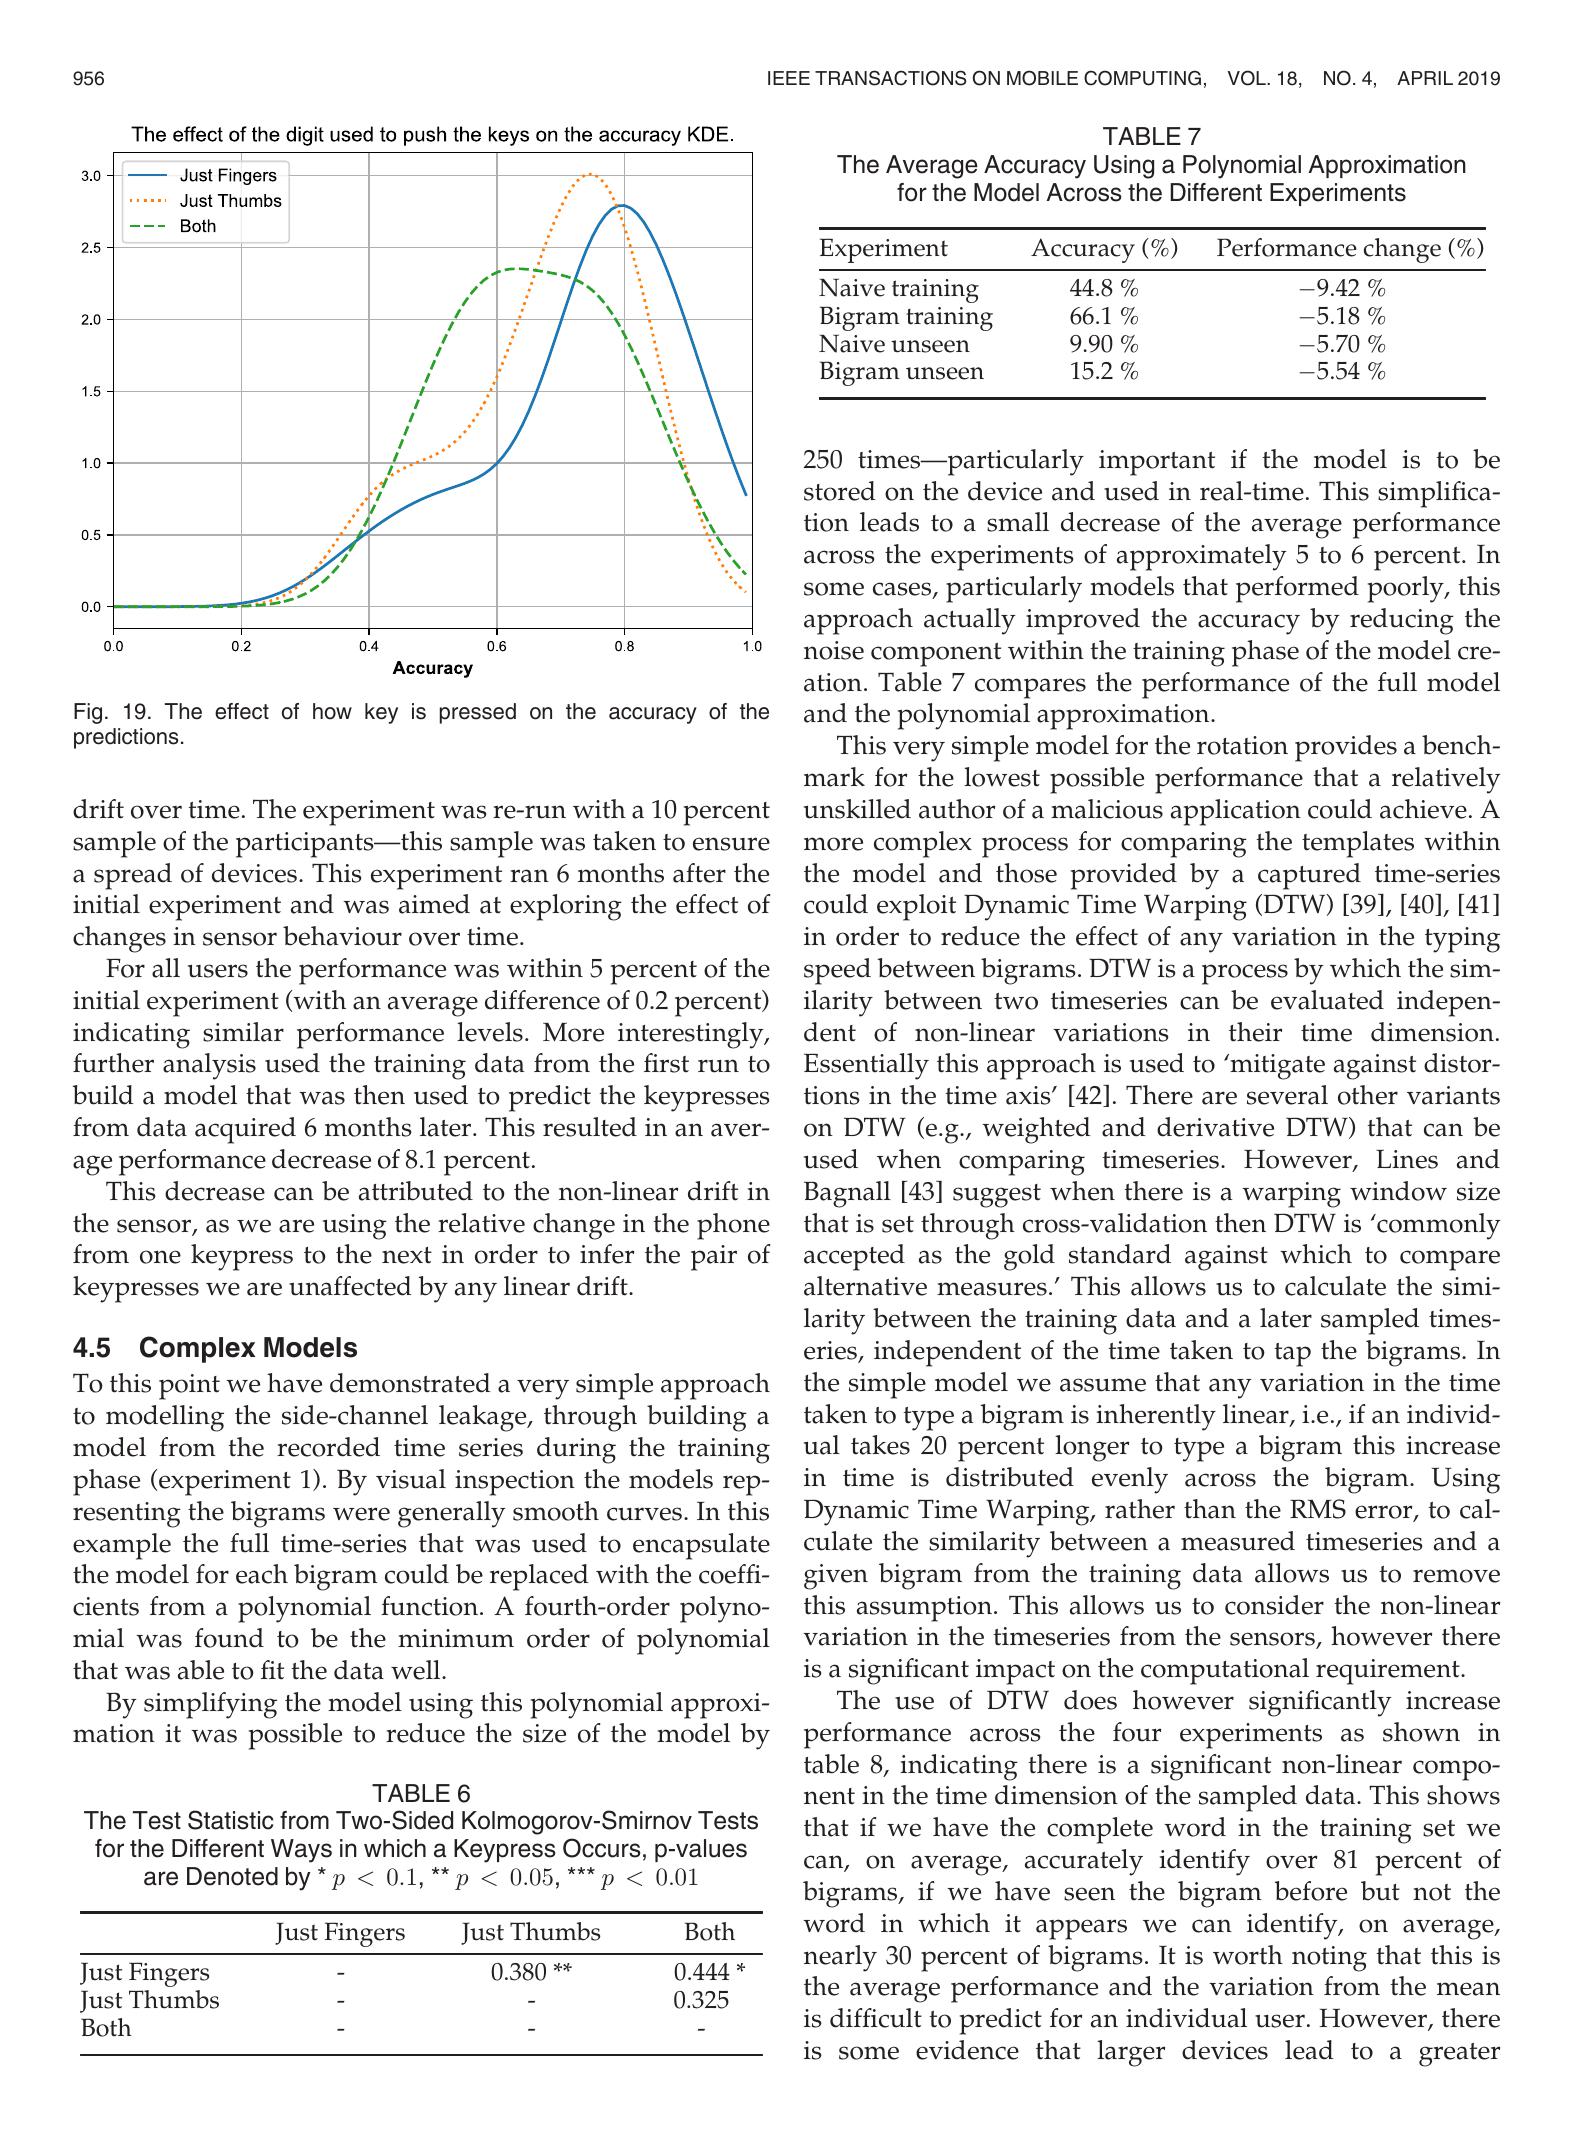 956
IEEE TRANSACTIONS ON MOBILE COMPUTING, VOL. 18, NO. 4, APRIL 2019
The effect of the digit used to push the keys on the accuracy KDE.
Just Fingers
Just Thumbs
Both
3.0
2.5
2.0
1.5
1.0
0.5
0.0
0.0 0.2 0.4 0.6 0.8 1.0
Accuracy
Fig. 19. The effect of how key is pressed on the accuracy of the
predictions.
drift over time. The experiment was re-run with a 10 percent
sample of the participants—this sample was taken to ensure
a spread of devices. This experiment ran 6 months after the
initial experiment and was aimed at exploring the effect of
changes in sensor behaviour over time.
For all users the performance was within 5 percent of the
initial experiment (with an average difference of 0.2 percent)
indicating similar performance levels. More interestingly,
further analysis used the training data from the first run to
build a model that was then used to predict the keypresses
from data acquired 6 months later. This resulted in an aver-
age performance decrease of 8.1 percent.
This decrease can be attributed to the non-linear drift in
the sensor, as we are using the relative change in the phone
from one keypress to the next in order to infer the pair of
keypresses we are unaffected by any linear drift.
4.5 Complex Models
To this point we have demonstrated a very simple approach
to modelling the side-channel leakage, through building a
model from the recorded time series during the training
phase (experiment 1). By visual inspection the models rep-
resenting the bigrams were generally smooth curves. In this
example the full time-series that was used to encapsulate
the model for each bigram could be replaced with the coeffi-
cients from a polynomial function. A fourth-order polyno-
mial was found to be the minimum order of polynomial
that was able to fit the data well.
By simplifying the model using this polynomial approxi-
mation it was possible to reduce the size of the model by
TABLE 6
The Test Statistic from Two-Sided Kolmogorov-Smirnov Tests
for the Different Ways in which a Keypress Occurs, p-values
are Denoted by * p < 0.1, ** p < 0.05, *** p < 0.01
Just Fingers Just Thumbs Both
Just Fingers - 0.380 ** 0.444 *
Just Thumbs - - 0.325
Both - - -
TABLE 7
The Average Accuracy Using a Polynomial Approximation
for the Model Across the Different Experiments
Experiment Accuracy (%) Performance change (%)
Naive training 44.8 % −9.42 %
Bigram training 66.1 % −5.18 %
Naive unseen 9.90 % −5.70 %
Bigram unseen 15.2 % −5.54 %
250 times—particularly important if the model is to be
stored on the device and used in real-time. This simplifica-
tion leads to a small decrease of the average performance
across the experiments of approximately 5 to 6 percent. In
some cases, particularly models that performed poorly, this
approach actually improved the accuracy by reducing the
noise component within the training phase of the model cre-
ation. Table 7 compares the performance of the full model
and the polynomial approximation.
This very simple model for the rotation provides a bench-
mark for the lowest possible performance that a relatively
unskilled author of a malicious application could achieve. A
more complex process for comparing the templates within
the model and those provided by a captured time-series
could exploit Dynamic Time Warping (DTW) [39], [40], [41]
in order to reduce the effect of any variation in the typing
speed between bigrams. DTW is a process by which the sim-
ilarity between two timeseries can be evaluated indepen-
dent of non-linear variations in their time dimension.
Essentially this approach is used to ‘mitigate against distor-
tions in the time axis’ [42]. There are several other variants
on DTW (e.g., weighted and derivative DTW) that can be
used when comparing timeseries. However, Lines and
Bagnall [43] suggest when there is a warping window size
that is set through cross-validation then DTW is ‘commonly
accepted as the gold standard against which to compare
alternative measures.’ This allows us to calculate the simi-
larity between the training data and a later sampled times-
eries, independent of the time taken to tap the bigrams. In
the simple model we assume that any variation in the time
taken to type a bigram is inherently linear, i.e., if an individ-
ual takes 20 percent longer to type a bigram this increase
in time is distributed evenly across the bigram. Using
Dynamic Time Warping, rather than the RMS error, to cal-
culate the similarity between a measured timeseries and a
given bigram from the training data allows us to remove
this assumption. This allows us to consider the non-linear
variation in the timeseries from the sensors, however there
is a significant impact on the computational requirement.
The use of DTW does however significantly increase
performance across the four experiments as shown in
table 8, indicating there is a significant non-linear compo-
nent in the time dimension of the sampled data. This shows
that if we have the complete word in the training set we
can, on average, accurately identify over 81 percent of
bigrams, if we have seen the bigram before but not the
word in which it appears we can identify, on average,
nearly 30 percent of bigrams. It is worth noting that this is
the average performance and the variation from the mean
is difficult to predict for an individual user. However, there
is some evidence that larger devices lead to a greater